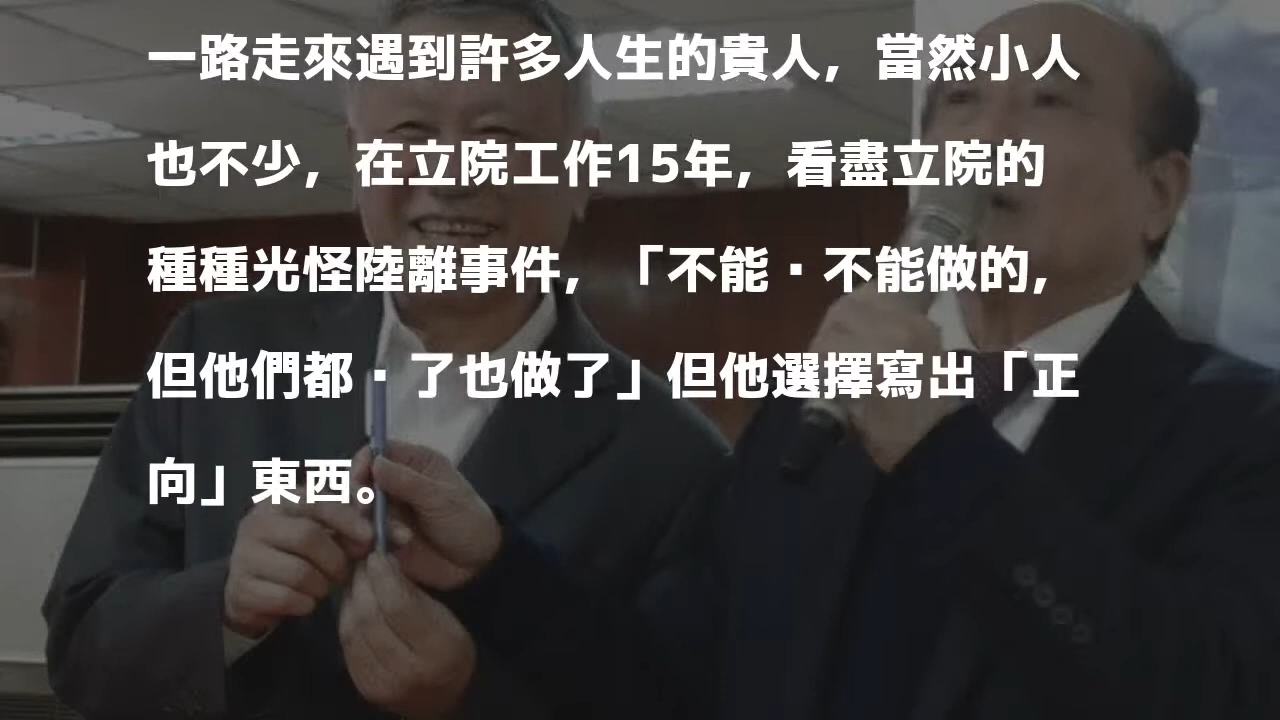 一路走來遇到許多人生的貴人，當然小人
也不少，在立院工作15年，看盡立院的
種種光怪陸離事件，「不能▪不能做的，
但他們都▪了也做了」但他選擇寫出「正
向」東西。